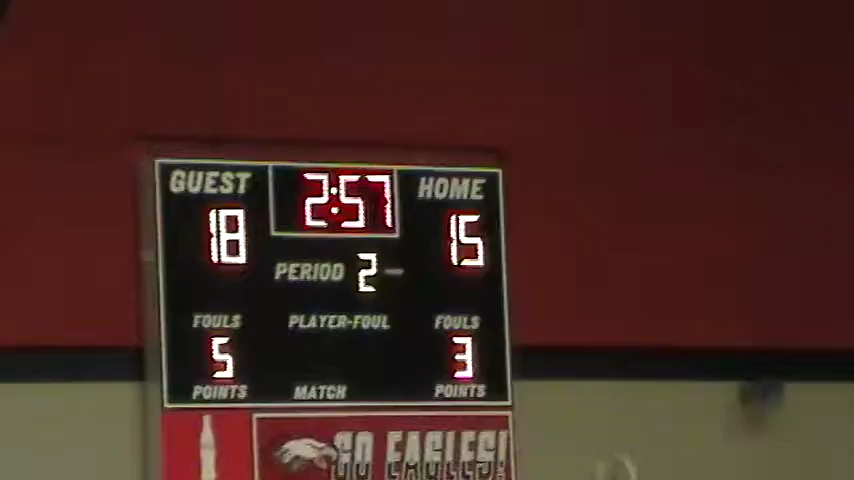 GUEST 2:57 HOME
18 15
PERIOD 2
FOULS PLAYER-FOUL FOULS
5 3
POINTS MATCH POINTS
GO EAGLES!